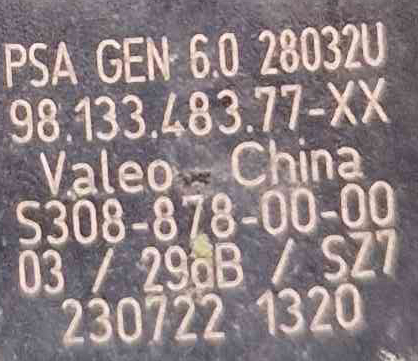 PSA GEN 6.0 28032U
98.133.483.77-XX
Valeo - China
S308-878-00-00
03 / 290B / SZ7
230722 1320